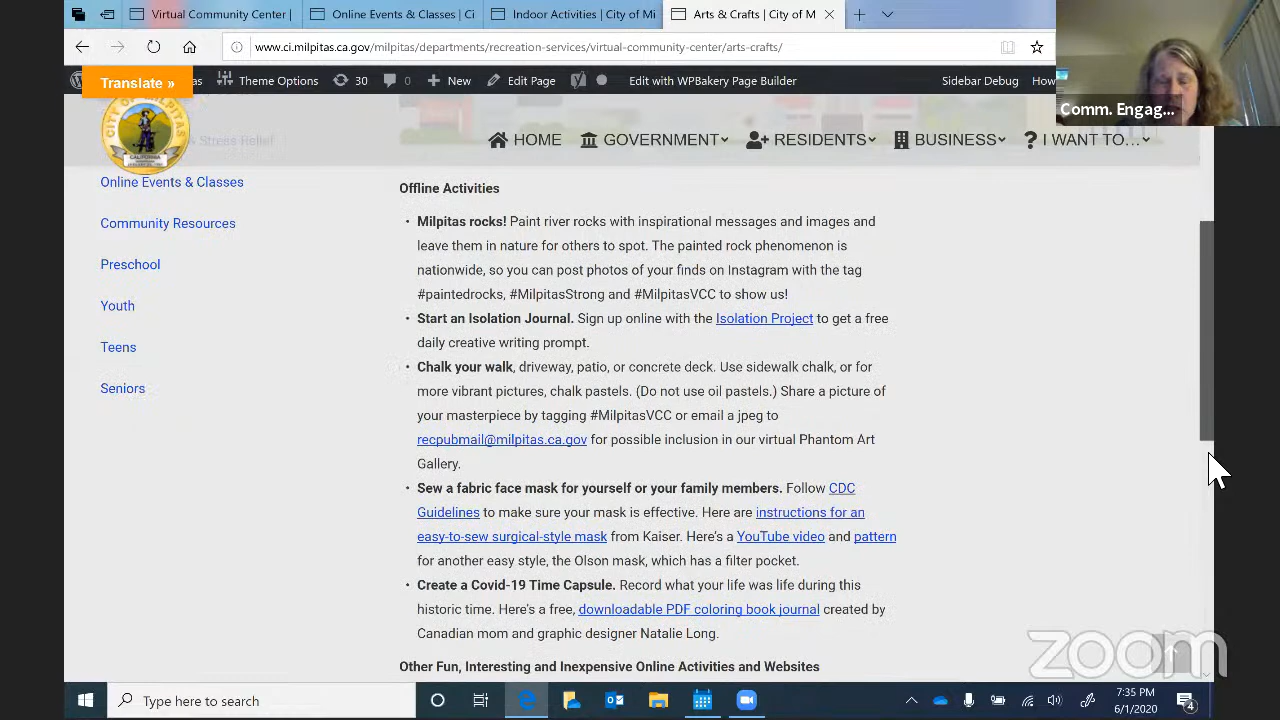 Virtual Community Center |
Online Events & Classes | Ci
Indoor Activities | City of Mi
Arts & Crafts | City of M
www.ci.milpitas.ca.gov/milpitas/departments/recreation-services/virtual-community-center/arts-crafts/
Translate »
Theme Options
30
0
New
Edit Page
Edit with WPBakery Page Builder
Sidebar Debug
Comm. Engag...
CITY OF MILPITAS
CALIFORNIA
& Stress Relief
HOME
GOVERNMENT
RESIDENTS
BUSINESS
I WANT TO…
Online Events & Classes
Community Resources
Preschool
Youth
Teens
Seniors
Offline Activities
• Milpitas rocks! Paint river rocks with inspirational messages and images and
leave them in nature for others to spot. The painted rock phenomenon is
nationwide, so you can post photos of your finds on Instagram with the tag
#paintedrocks, #MilpitasStrong and #MilpitasVCC to show us!
• Start an Isolation Journal. Sign up online with the Isolation Project to get a free
daily creative writing prompt.
• Chalk your walk, driveway, patio, or concrete deck. Use sidewalk chalk, or for
more vibrant pictures, chalk pastels. (Do not use oil pastels.) Share a picture of
your masterpiece by tagging #MilpitasVCC or email a jpeg to
recpubmail@milpitas.ca.gov for possible inclusion in our virtual Phantom Art
Gallery.
• Sew a fabric face mask for yourself or your family members. Follow CDC
Guidelines to make sure your mask is effective. Here are instructions for an
easy-to-sew surgical-style mask from Kaiser. Here's a YouTube video and pattern
for another easy style, the Olson mask, which has a filter pocket.
• Create a Covid-19 Time Capsule. Record what your life was life during this
historic time. Here's a free, downloadable PDF coloring book journal created by
Canadian mom and graphic designer Natalie Long.
Other Fun, Interesting and Inexpensive Online Activities and Websites
zoom
Type here to search
7:35 PM
6/1/2020
4